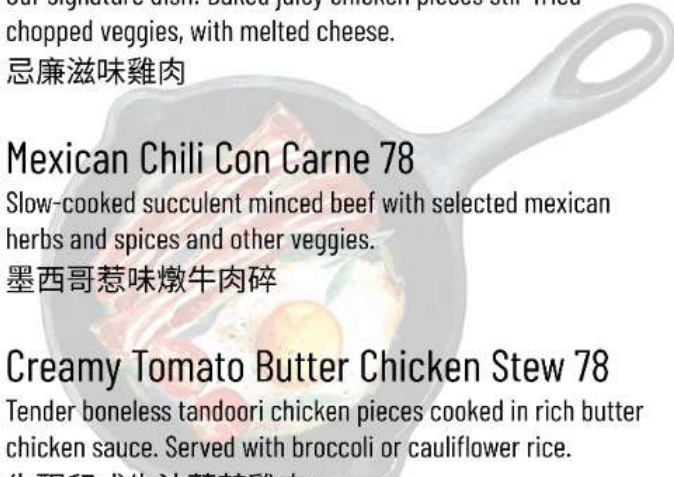 chopped veggies, with melted cheese.
忌廉滋味雞肉
Mexican Chili Con Carne 78
Slow-cooked succulent minced beef with selected mexican
herbs and spices and other veggies.
墨西哥惹味燉牛肉碎
Creamy Tomato Butter Chicken Stew 78
Tender boneless tandoori chicken pieces cooked in rich butter
chicken sauce. Served with broccoli or cauliflower rice.